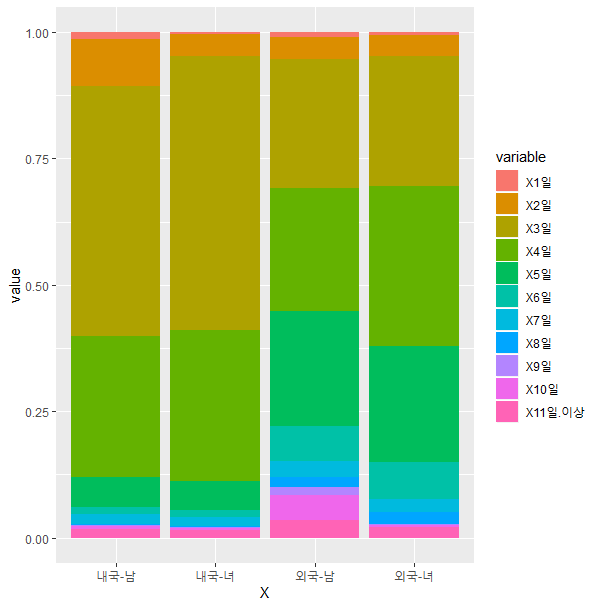 1.00
0.75
0.50
0.25
0.00
value
내국-남
내국-녀
외국-남
외국-녀
X
variable
X1일
X2일
X3일
X4일
X5일
X6일
X7일
X8일
X9일
X10일
X11일.이상